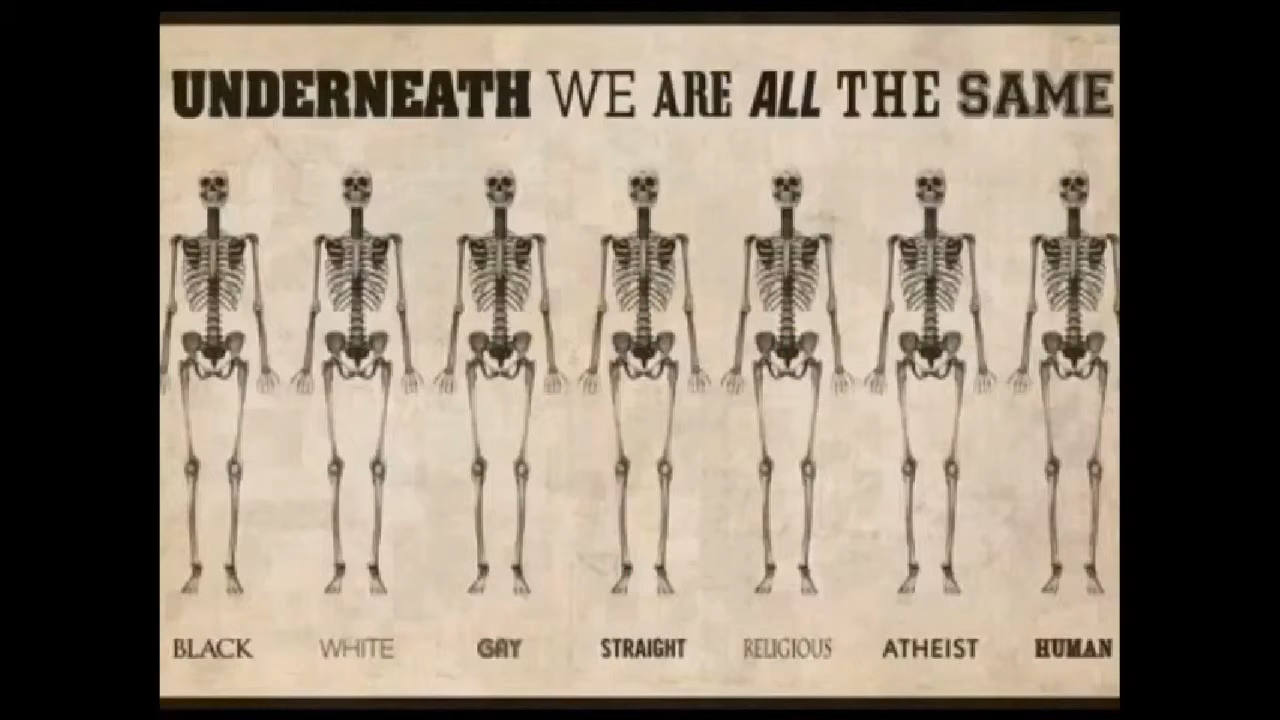 UNDERNEATH WE ARE ALL THE SAME
BLACK WHITE GAY STRAIGHT RELIGIOUS ATHEIST HUMAN